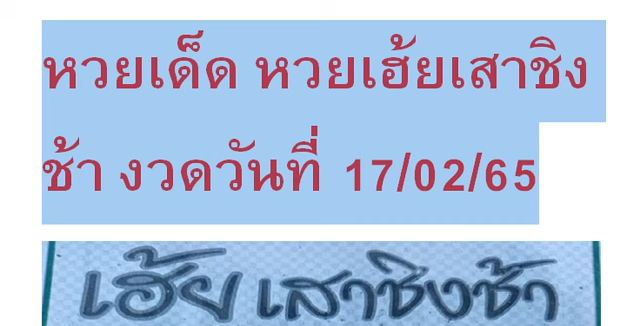 หวยเด็ด หวยเฮ้ยเสาชิง
ช้า งวดวันที่ 17/02/65
เฮ้ย เสาชิงช้า